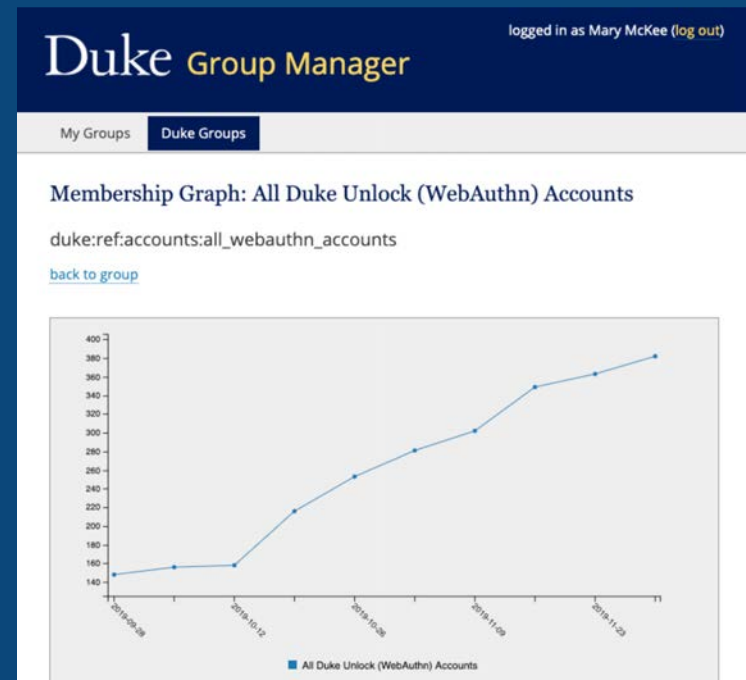 logged in as Mary McKee (log out)
Duke Group Manager
My Groups Duke Groups
Membership Graph: All Duke Unlock (WebAuthn) Accounts
duke:ref:accounts:all_webauthn_accounts
back to group
400
380
360
340
320
300
280
260
240
220
200
180
160
140
2019-09-28 2019-10-12 2019-10-26 2019-11-09 2019-11-23
All Duke Unlock (WebAuthn) Accounts